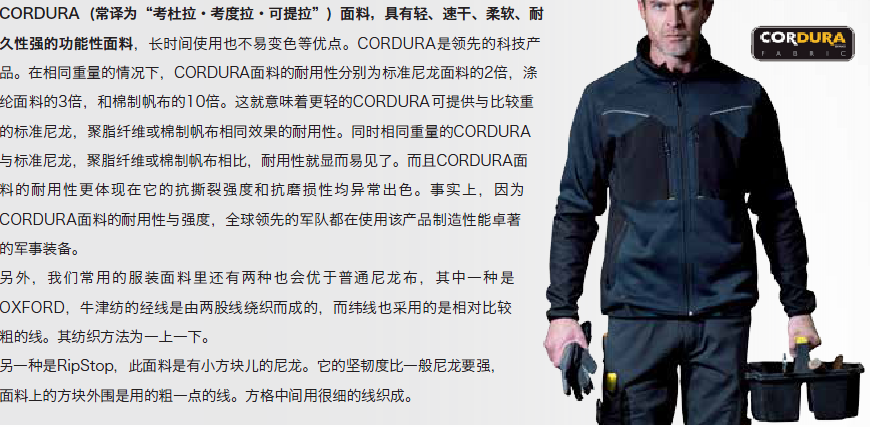 CORDURA（常译为“考杜拉·考度拉·可提拉”）面料，具有轻、速干、柔软、耐
久性强的功能性面料，长时间使用也不易变色等优点。CORDURA是领先的科技产
品。在相同重量的情况下，CORDURA面料的耐用性分别为标准尼龙面料的2倍，涤
纶面料的3倍，和棉制帆布的10倍。这就意味着更轻的CORDURA可提供与比较重
的标准尼龙，聚脂纤维或棉制帆布相同效果的耐用性。同时相同重量的CORDURA
与标准尼龙，聚脂纤维或棉制帆布相比，耐用性就显而易见了。而且CORDURA面
料的耐用性更体现在它的抗撕裂强度和抗磨损性均异常出色。事实上，因为
CORDURA面料的耐用性与强度，全球领先的军队都在使用该产品制造性能卓著
的军事装备。
另外，我们常用的服装面料里还有两种也会优于普通尼龙布，其中一种是
OXFORD，牛津纺的经线是由两股线绕织而成的，而纬线也采用的是相对比较
粗的线。其纺织方法为一上一下。
另一种是RipStop，此面料是有小方块儿的尼龙。它的坚韧度比一般尼龙要强，
面料上的方块外围是用的粗一点的线。方格中间用很细的线织成。
CORDURA
FABRIC